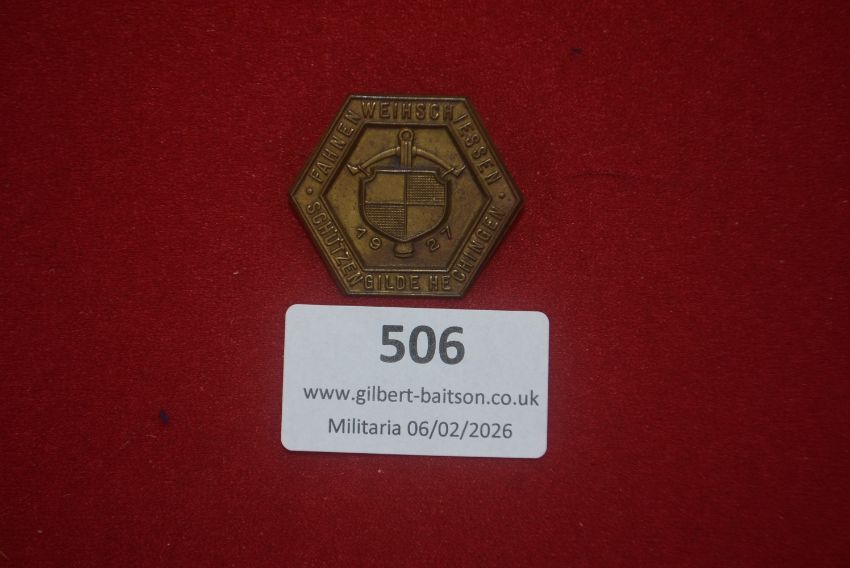 FAHNENWEIHSCHIESSEN
SCHÜTZENGILDE HECHINGEN
1927
506
www.gilbert-baitson.co.uk
Militaria 06/02/2026